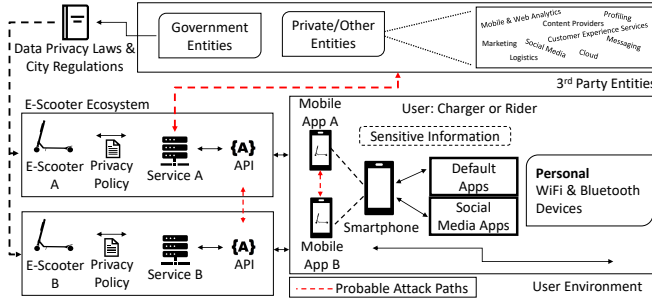 Government
Entities
Private/Other
Entities
Mobile & Web Analytics
Profiling
Content Providers
Customer Experience Services
Marketing
Social Media
Messaging
Cloud
Logistics
Data Privacy Laws &
City Regulations
3rd Party Entities
E-Scooter Ecosystem
E-Scooter
A
Privacy
Policy
Service A
{A}
API
E-Scooter
B
Privacy
Policy
Service B
{A}
API
Mobile
App A
User: Charger or Rider
Sensitive Information
Smartphone
Default
Apps
Social
Media Apps
Personal
WiFi & Bluetooth
Devices
Mobile
App B
User Environment
Probable Attack Paths